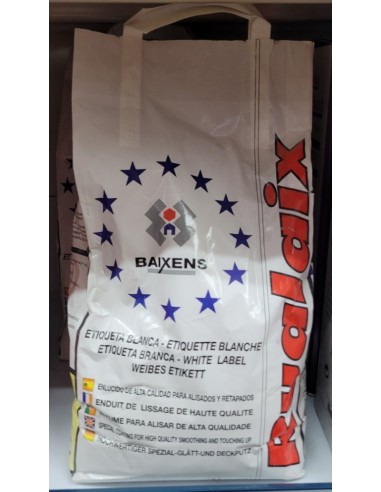 BAIXENS
ETIQUETA BLANCA - ETIQUETTE BLANCHE
ETIQUETA BRANCA - WHITE LABEL
WEIBES ETIKETT
ENLUCIDO DE ALTA CALIDAD PARA ALISADOS Y RETAPADOS
ENDUIT DE LISSAGE DE HAUTE QUALITE
PARA ALISAR DE ALTA QUALIDADE
SPECIAL COATING FOR HIGH QUALITY SMOOTHING AND TOUCHING UP
HOCHWERTIGER SPEZIAL-GLÄTT-UND DECKPUTZ
Rualaix